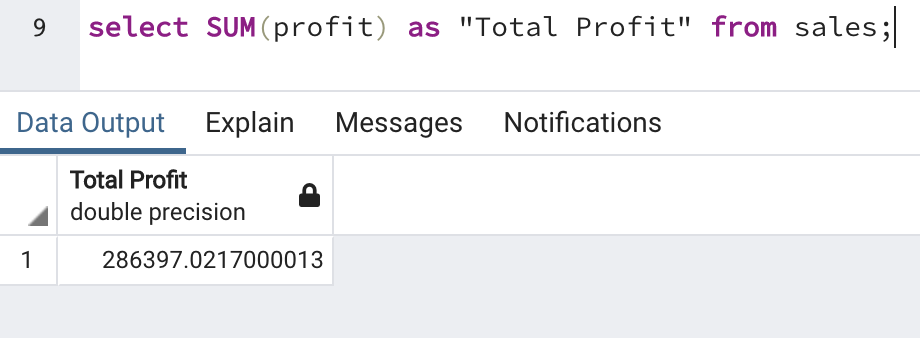 9 select SUM(profit) as "Total Profit" from sales;
Data Output Explain Messages Notifications
Total Profit
double precision
1 286397.0217000013